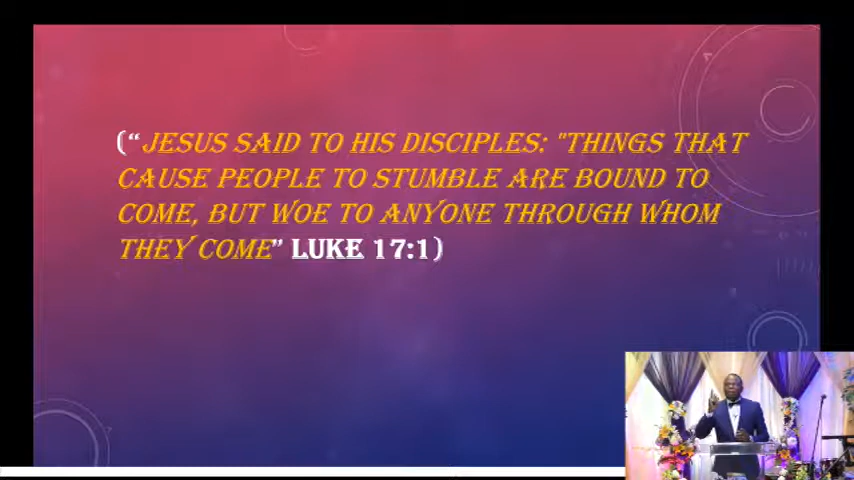 (“JESUS SAID TO HIS DISCIPLES: "THINGS THAT
CAUSE PEOPLE TO STUMBLE ARE BOUND TO
COME, BUT WOE TO ANYONE THROUGH WHOM
THEY COME” LUKE 17:1)